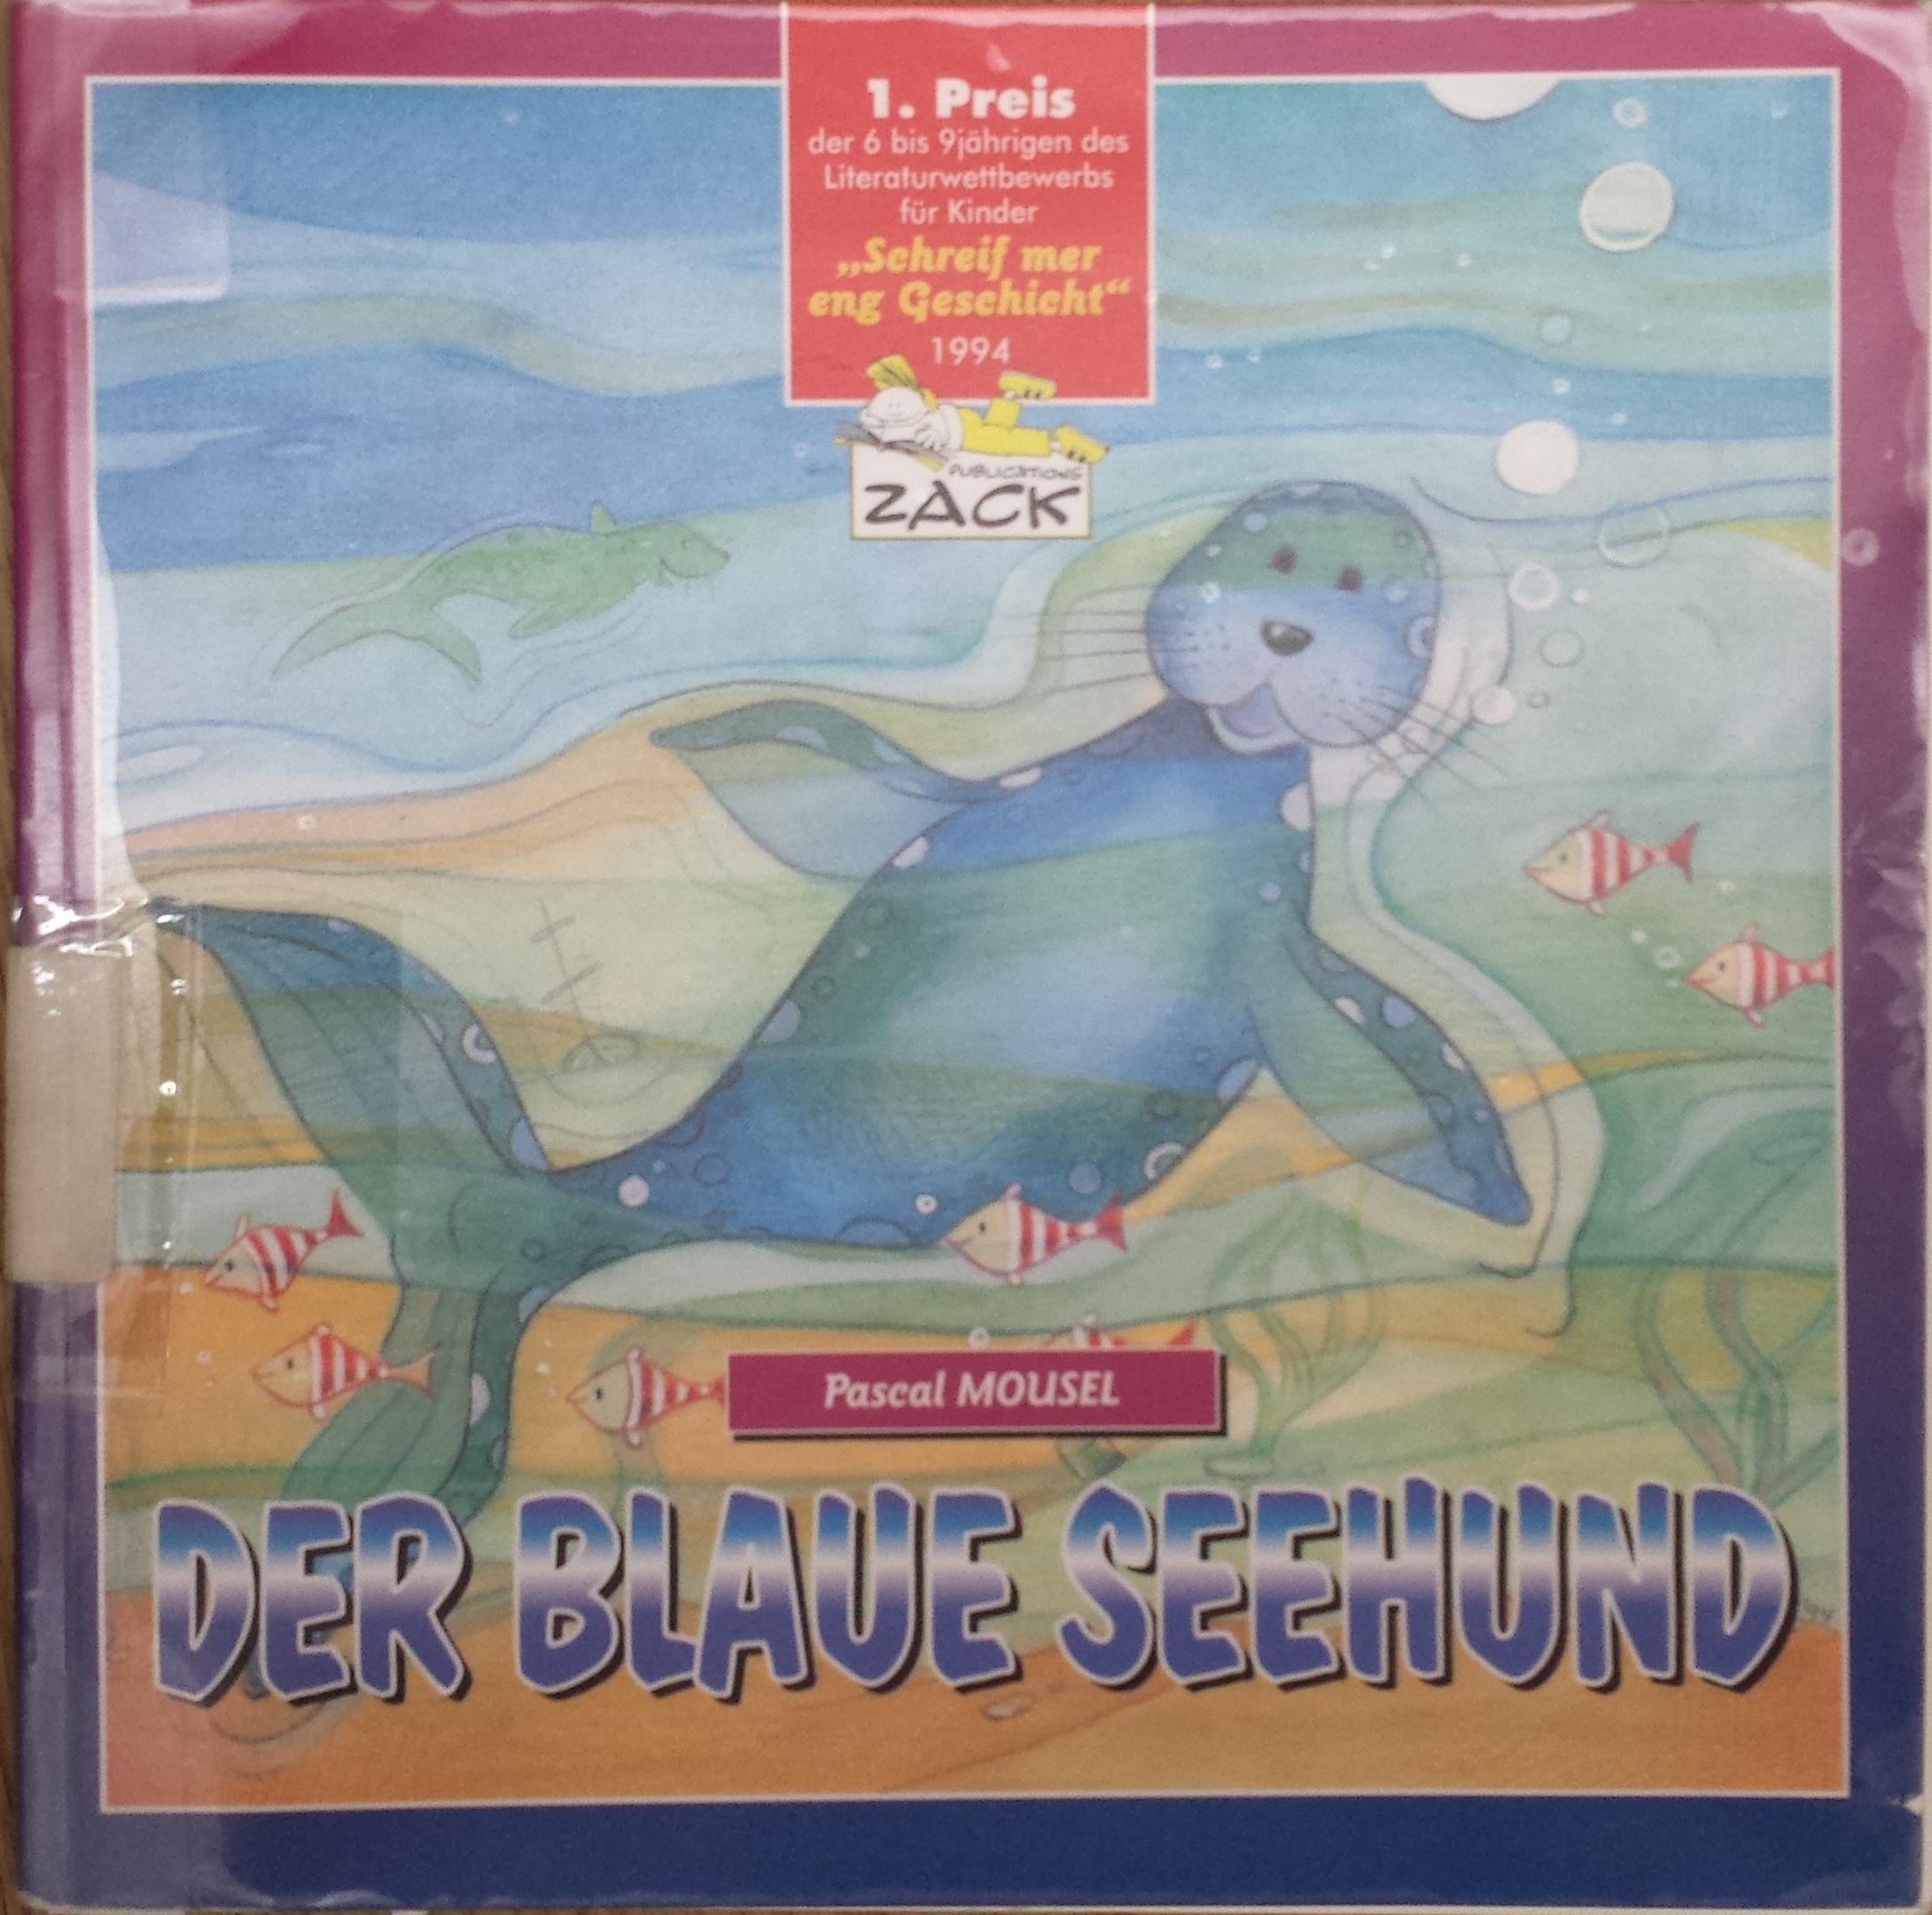 1. Preis
der 6 bis 9jährigen des
Literaturwettbewerbs
für Kinder
„Schreif mer
eng Geschicht“
1994
PUBLICATIONS
ZACK
Pascal MOUSEL
DER BLAUE SEEHUND